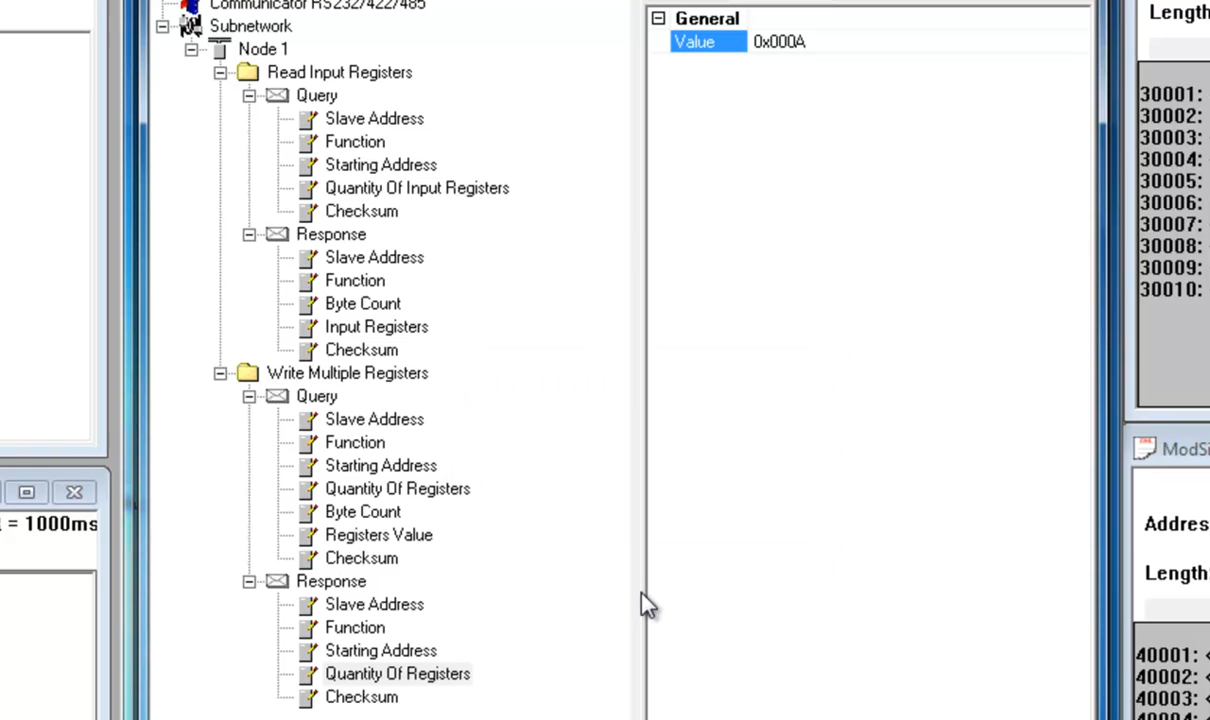 Communicator RS232/422/485
Subnetwork
Node 1
Read Input Registers
Query
Slave Address
Function
Starting Address
Quantity Of Input Registers
Checksum
Response
Slave Address
Function
Byte Count
Input Registers
Checksum
Write Multiple Registers
Query
Slave Address
Function
Starting Address
Quantity Of Registers
Byte Count
Registers Value
Checksum
Response
Slave Address
Function
Starting Address
Quantity Of Registers
Checksum
General
Value 0x000A
= 1000ms
Length
30001:
30002:
30003:
30004:
30005:
30006:
30007:
30008:
30009:
30010:
ModSi
Addres
Length:
40001: <
40002: <
40003: <